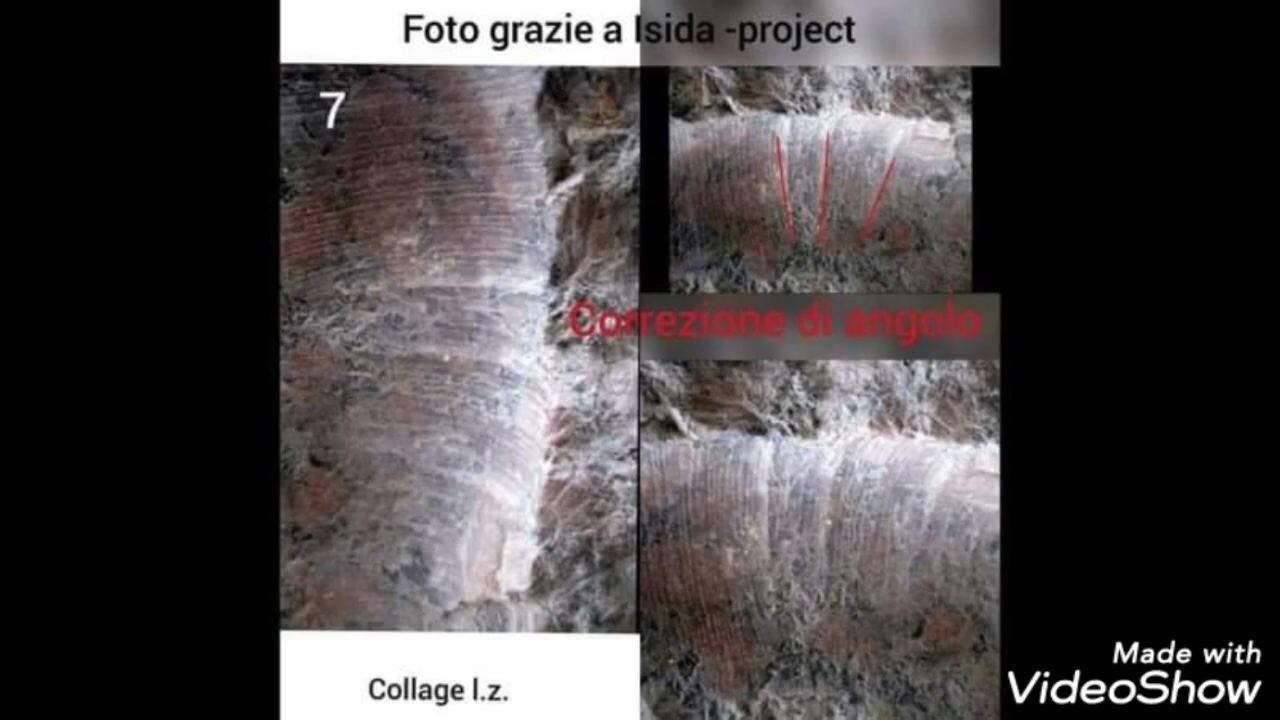 Foto grazie a Isida -project
7
Correzione di angolo
Collage l.z.
Made with
VideoShow